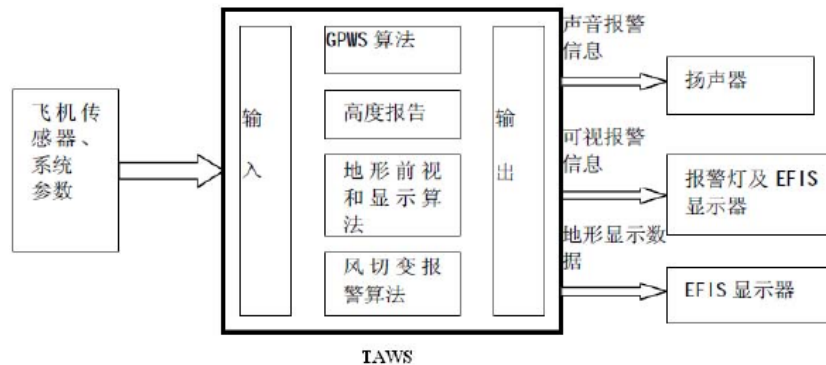 飞机传
感器、
系统
参数
输
入
GPWS 算法
高度报告
地形前视
和显示算
法
风切变报
警算法
输
出
声音报警
信息
扬声器
可视报警
信息
报警灯及 EFIS
显示器
地形显示数
据
EFIS 显示器
TAWS